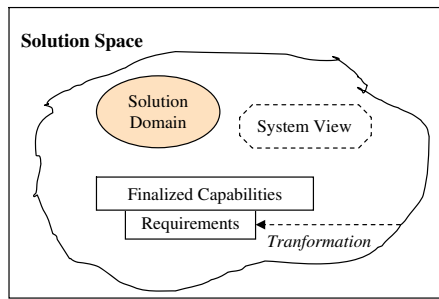 Solution Space
Solution
Domain
System View
Finalized Capabilities
Requirements
Tranformation